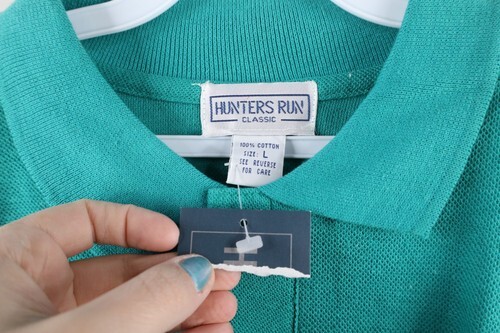 HUNTERS RUN
CLASSIC
100% COTTON
SIZE: L
SEE REVERSE
FOR CARE